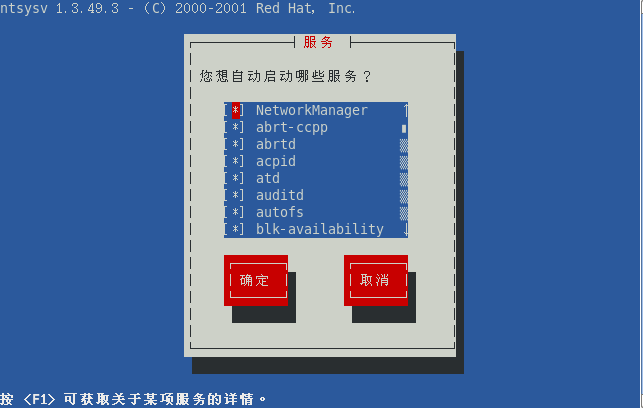 ntsysv 1.3.49.3 - (C) 2000-2001 Red Hat, Inc.
服务
您想自动启动哪些服务？
[*] NetworkManager
[*] abrt-ccpp
[*] abrtd
[*] acpid
[*] atd
[*] auditd
[*] autofs
[*] blk-availability
确定 取消
按 <F1> 可获取关于某项服务的详情。